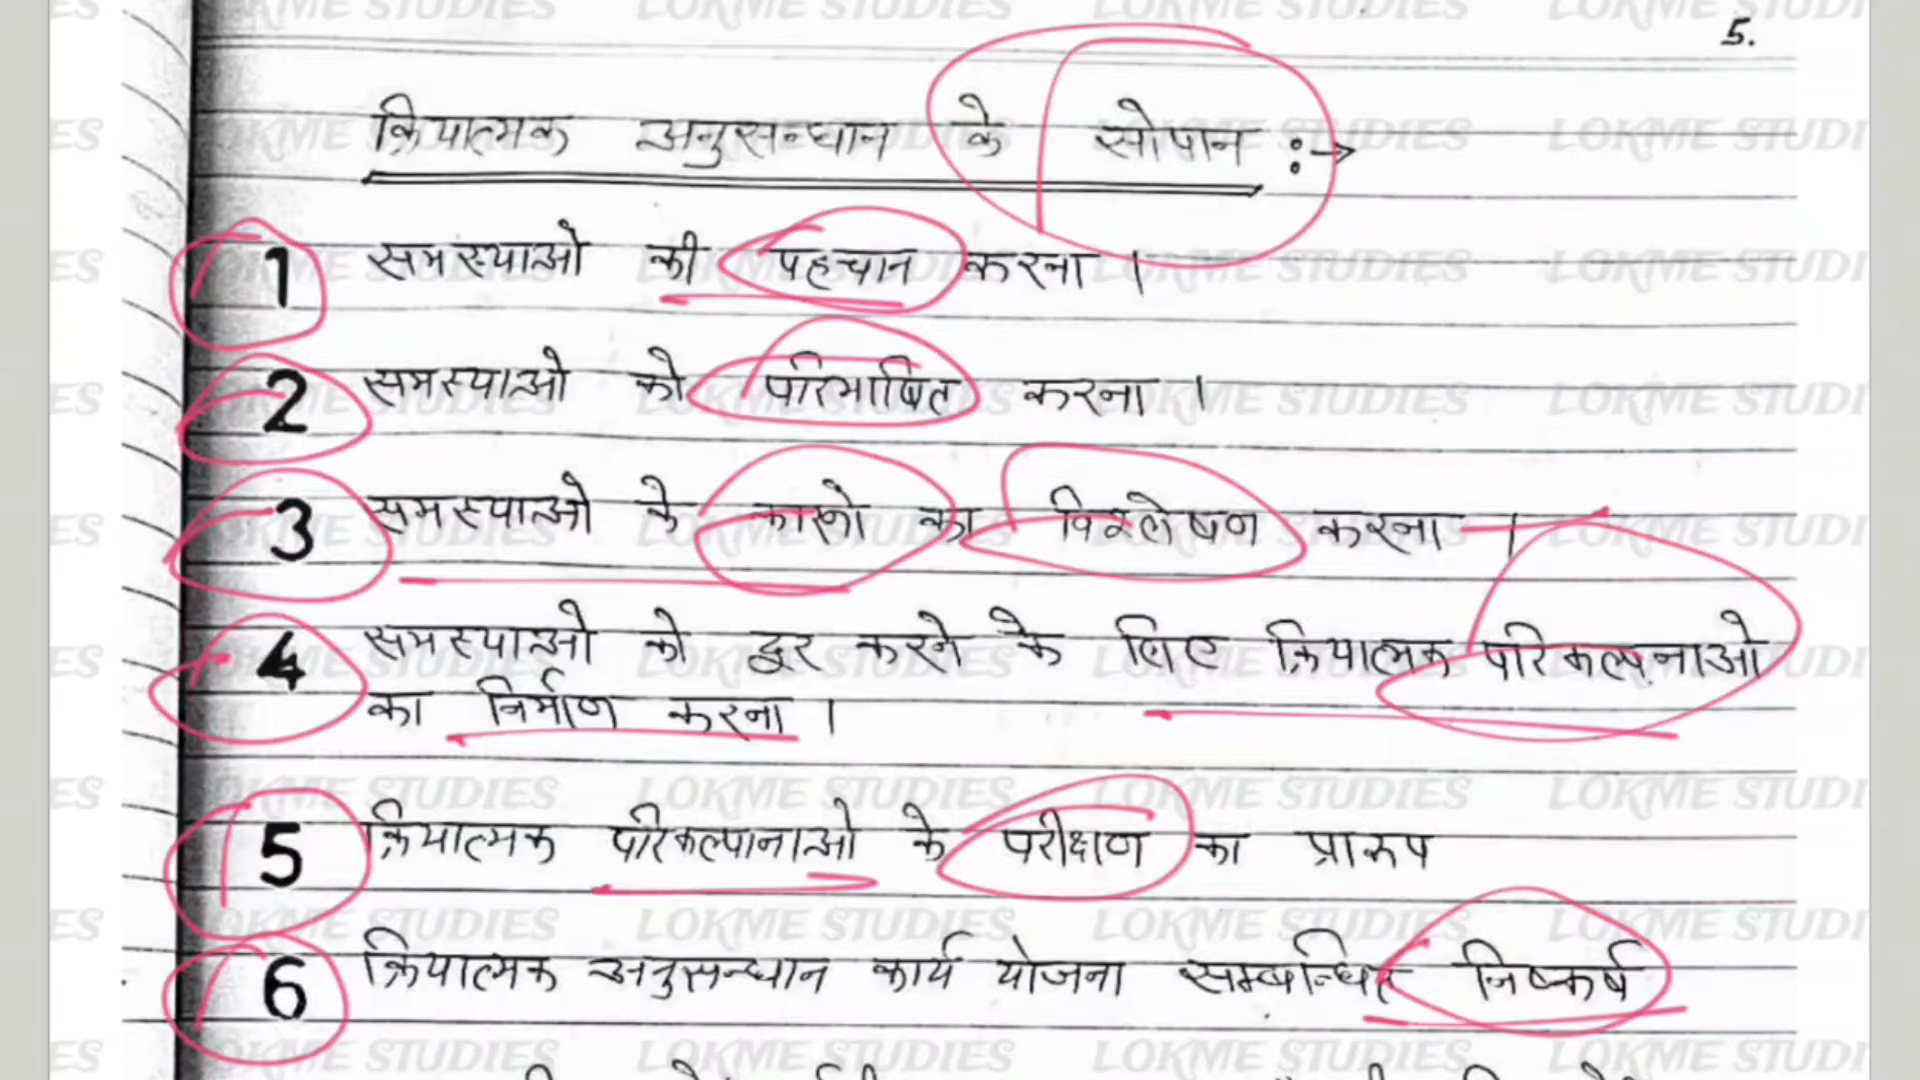 5.
क्रियात्मक अनुसन्धान के सोपान :→
1 समस्याओ की पहचान करना ।
2 समस्याओ को परिभाषित करना ।
3 समस्याओ के कारणो का विश्लेषण करना ।
4 समस्याओ को दूर करने के लिए क्रियात्मक परिकल्पनाओ
का निर्माण करना ।
5 क्रियात्मक परिकल्पानाओ के परीक्षण का प्रारूप
6 क्रियात्मक अनुसन्धान कार्य योजना सम्बन्धित निष्कर्ष
LOKME STUDIES